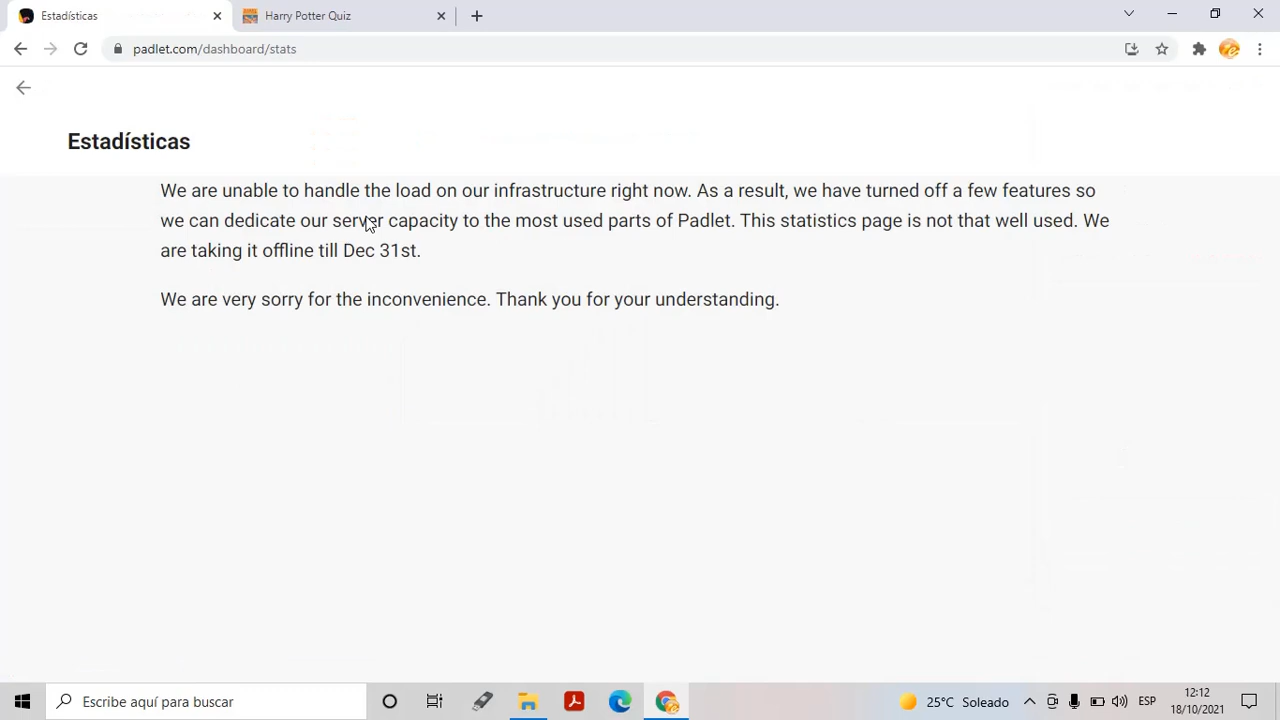 Estadísticas
Harry Potter Quiz
padlet.com/dashboard/stats
Estadísticas
We are unable to handle the load on our infrastructure right now. As a result, we have turned off a few features so
we can dedicate our server capacity to the most used parts of Padlet. This statistics page is not that well used. We
are taking it offline till Dec 31st.
We are very sorry for the inconvenience. Thank you for your understanding.
Escribe aquí para buscar
25°C Soleado
ESP
12:12
18/10/2021